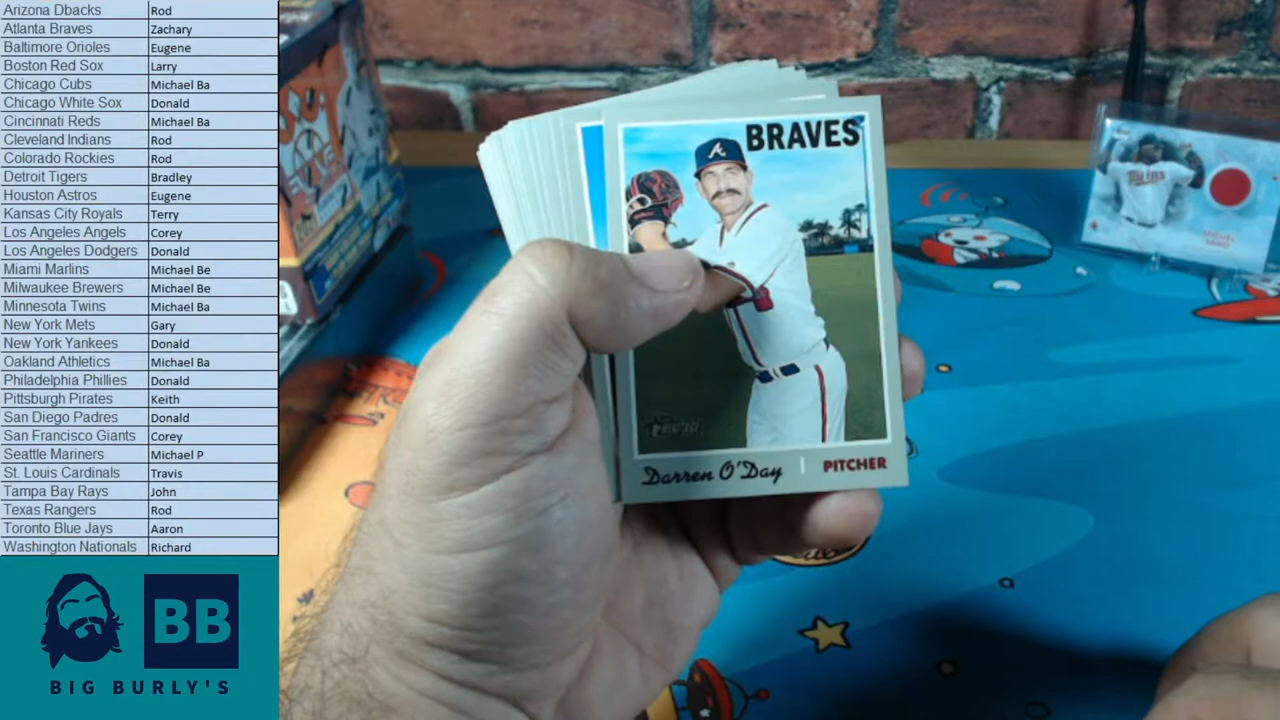 Arizona Dbacks Rod
Atlanta Braves Zachary
Baltimore Orioles Eugene
Boston Red Sox Larry
Chicago Cubs Michael Ba
Chicago White Sox Donald
Cincinnati Reds Michael Ba
Cleveland Indians Rod
Colorado Rockies Rod
Detroit Tigers Bradley
Houston Astros Eugene
Kansas City Royals Terry
Los Angeles Angels Corey
Los Angeles Dodgers Donald
Miami Marlins Michael Be
Milwaukee Brewers Michael Be
Minnesota Twins Michael Ba
New York Mets Gary
New York Yankees Donald
Oakland Athletics Michael Ba
Philadelphia Phillies Donald
Pittsburgh Pirates Keith
San Diego Padres Donald
San Francisco Giants Corey
Seattle Mariners Michael P
St. Louis Cardinals Travis
Tampa Bay Rays John
Texas Rangers Rod
Toronto Blue Jays Aaron
Washington Nationals Richard
BB
BIG BURLY'S
BRAVES
A
HERITAGE
Darren O'Day | PITCHER
Twins